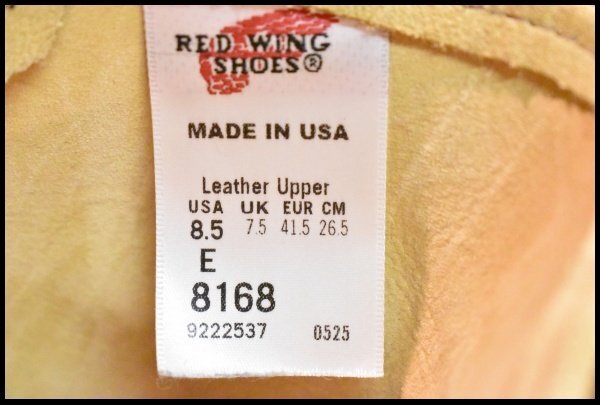 RED WING
SHOES®
MADE IN USA
Leather Upper
USA UK EUR CM
8.5 7.5 41.5 26.5
E
8168
9222537 0525